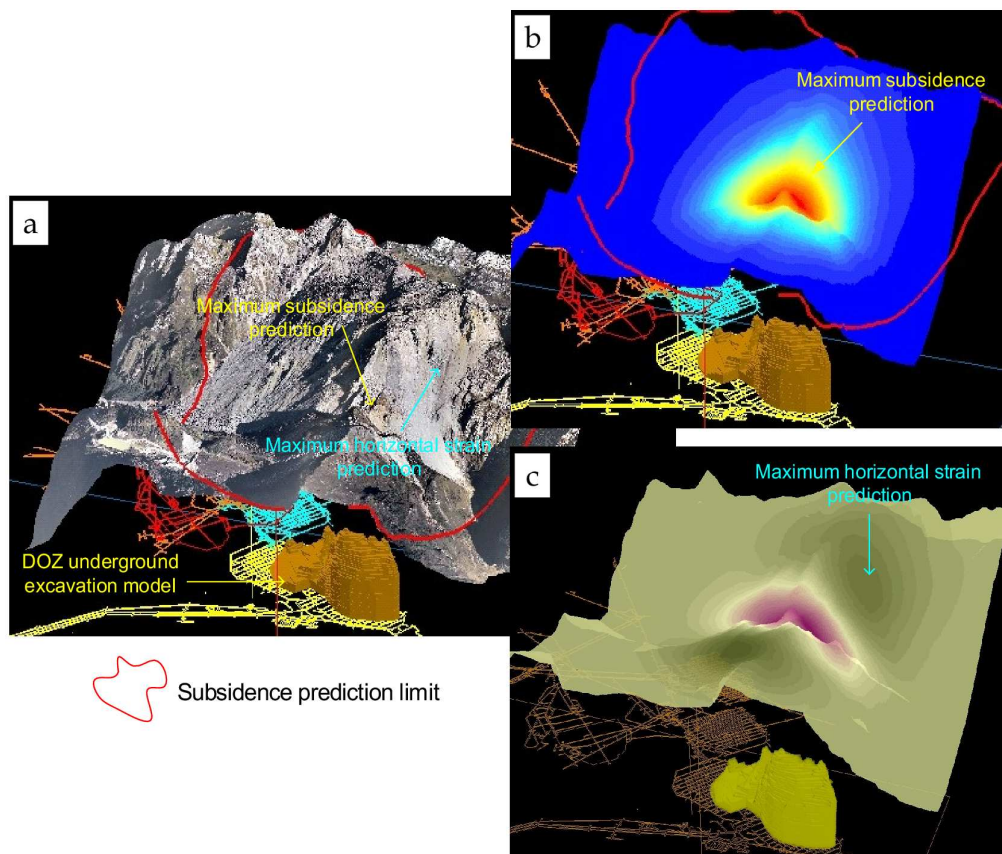 a
Maximum subsidence
prediction
Maximum horizontal strain
prediction
DOZ underground
excavation model
Subsidence prediction limit
b
Maximum subsidence
prediction
c
Maximum horizontal strain
prediction